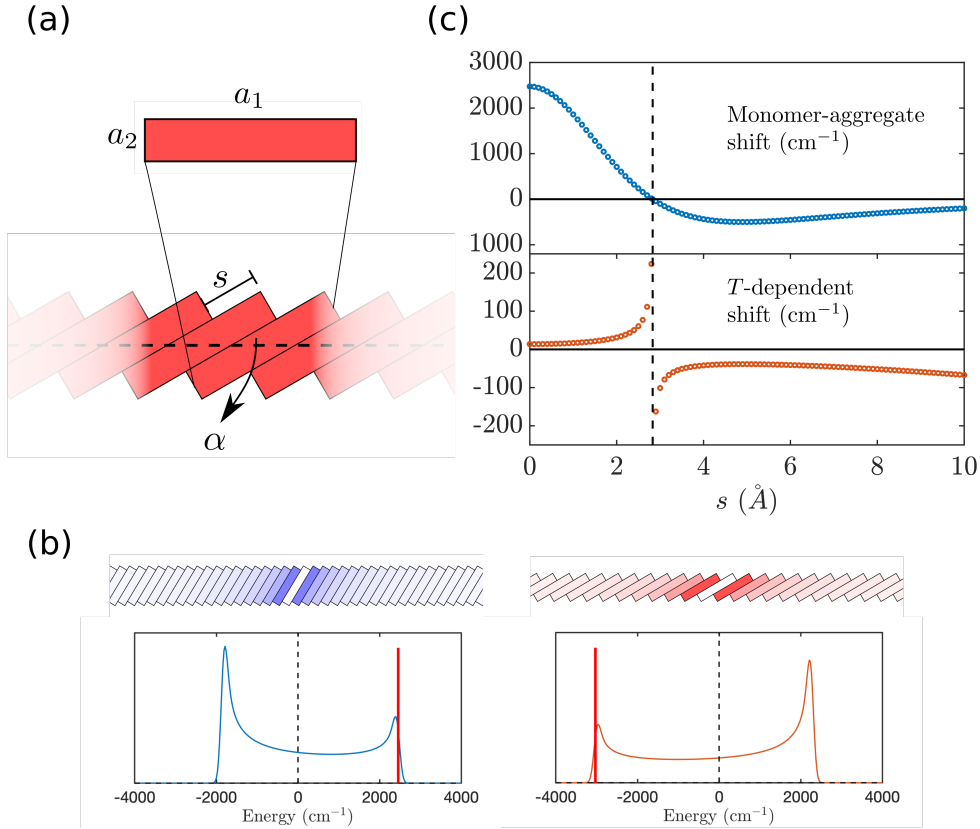 (a)
a1
a2
s
α
(c)
3000
2000
1000
0
1000
Monomer-aggregate
shift (cm⁻¹)
200
100
0
-100
-200
T-dependent
shift (cm⁻¹)
0 2 4 6 8 10
s (Å)
(b)
-4000 -2000 0 2000 4000
Energy (cm⁻¹)
-4000 -2000 0 2000 4000
Energy (cm⁻¹)